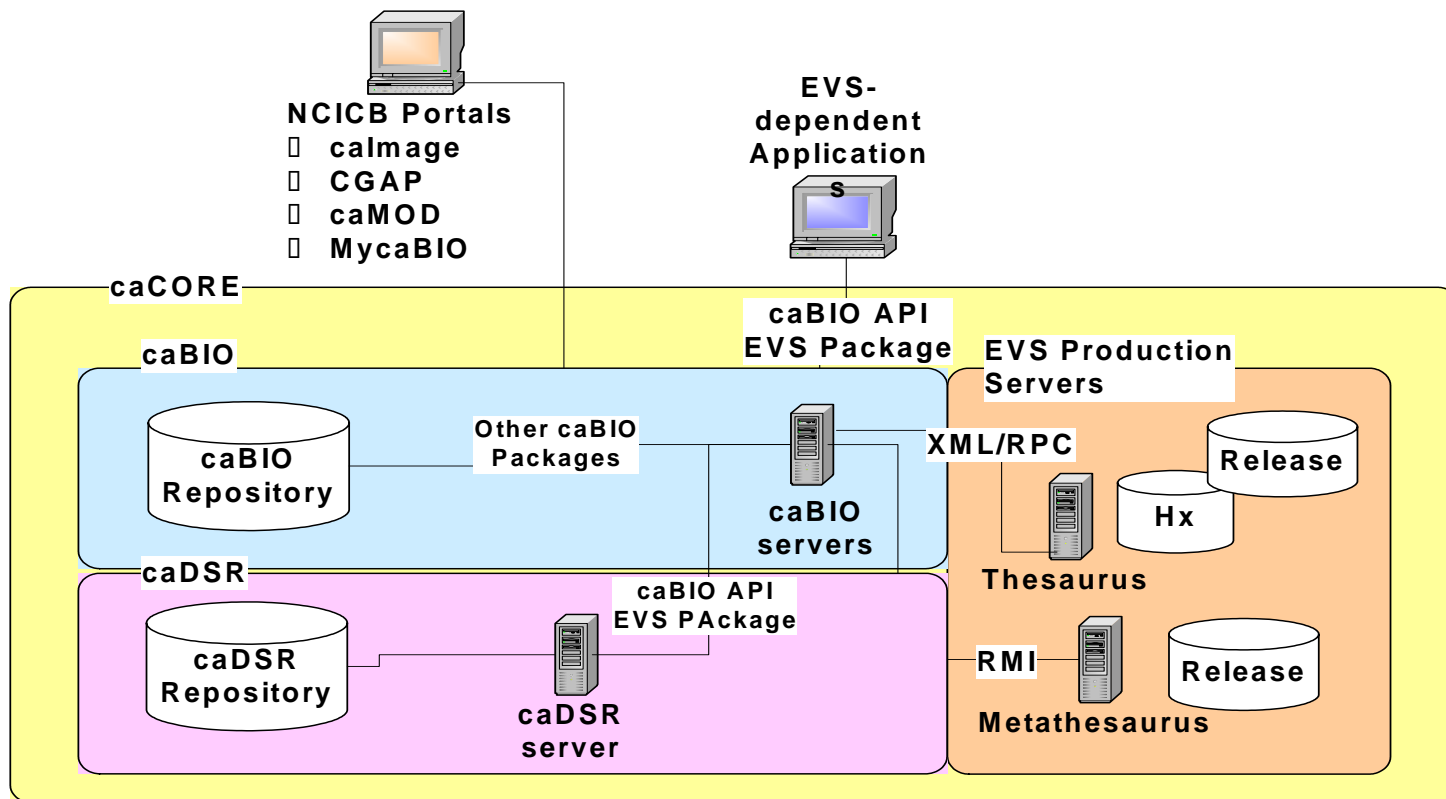 NCICB Portals
caImage
CGAP
caMOD
MycaBIO
EVS-
dependent
Application
s
caCORE
caBIO API
EVS Package
caBIO
EVS Production
Servers
caBIO
Repository
Other caBIO
Packages
caBIO
servers
XML/RPC
Release
Hx
Thesaurus
caDSR
caBIO API
EVS PAckage
caDSR
Repository
caDSR
server
RMI
Release
Metathesaurus